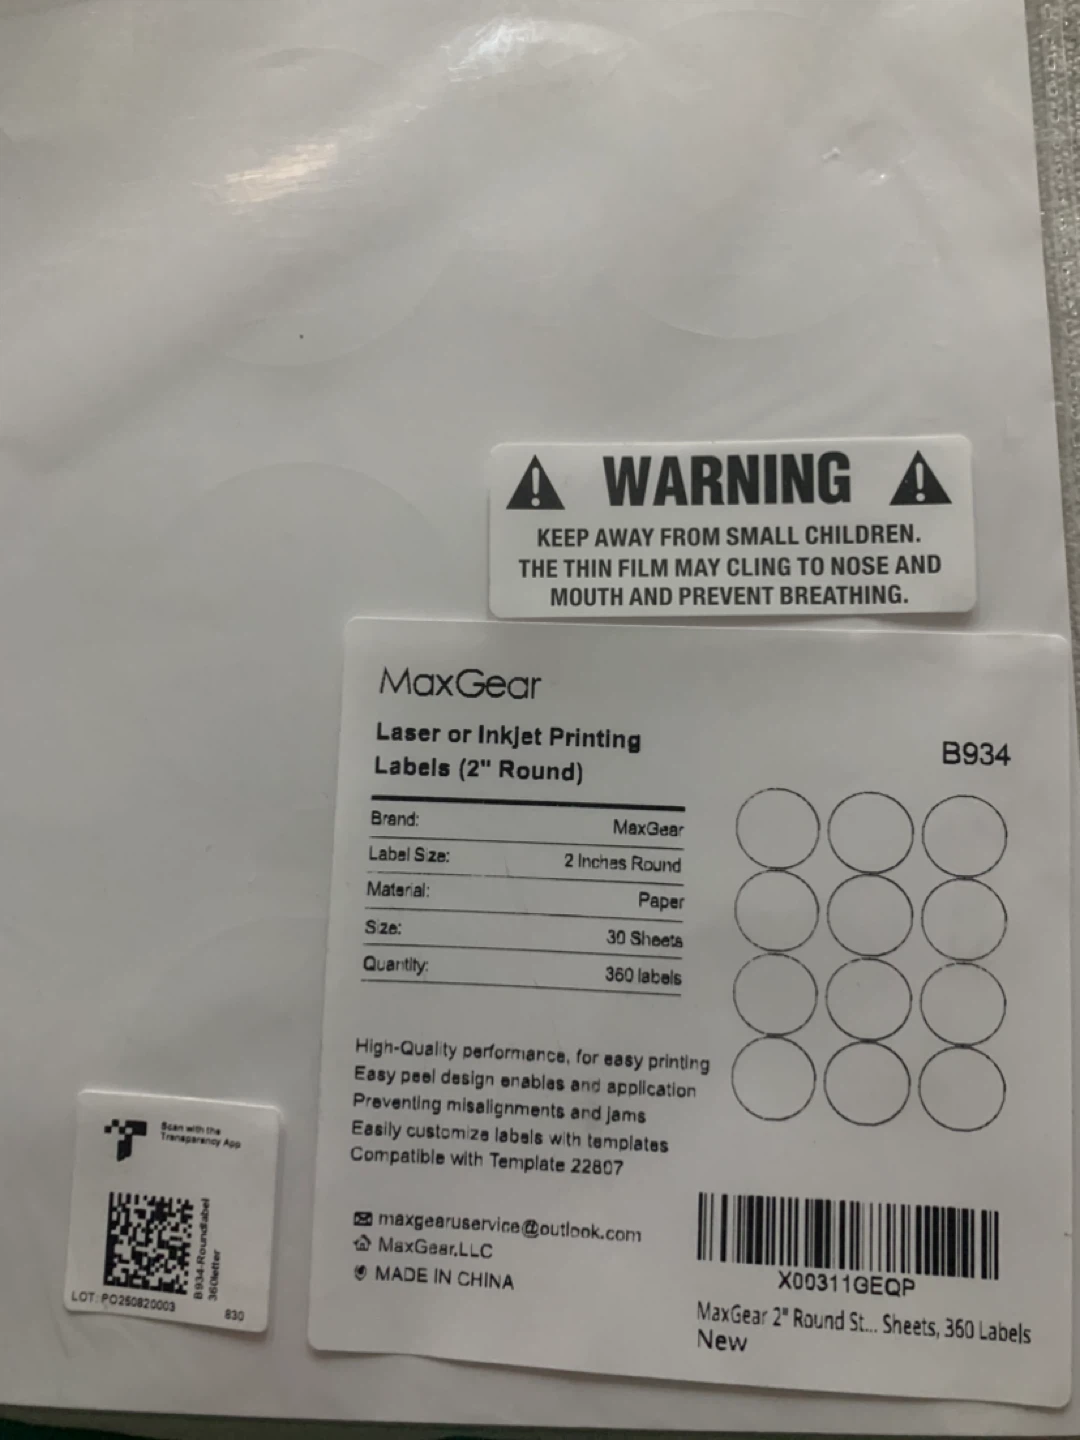 WARNING
KEEP AWAY FROM SMALL CHILDREN.
THE THIN FILM MAY CLING TO NOSE AND
MOUTH AND PREVENT BREATHING.
MaxGear
Laser or Inkjet Printing
Labels (2" Round)
B934
Brand: MaxGear
Label Size: 2 Inches Round
Material: Paper
Size: 30 Sheets
Quantity: 360 labels
High-Quality performance, for easy printing
Easy peel design enables and application
Preventing misalignments and jams
Easily customize labels with templates
Compatible with Template 22807
maxgearuservice@outlook.com
MaxGear.LLC
MADE IN CHINA
X00311GEQP
MaxGear 2" Round St... Sheets, 360 Labels
New
Scan with the
Transparency App
B934-Roundlabel
360letter
LOT: PO250820003
830